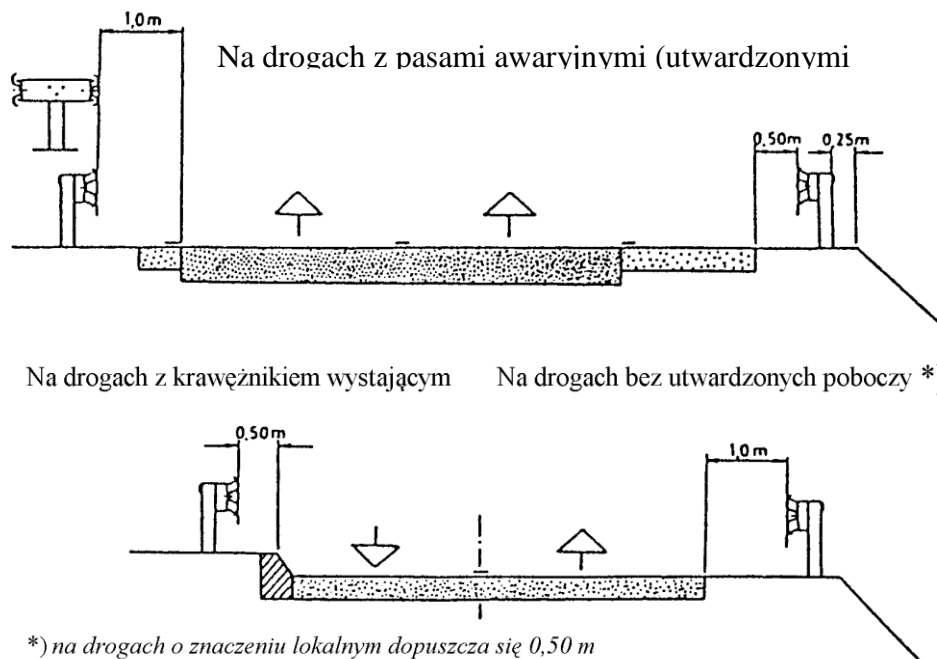 1,0m
Na drogach z pasami awaryjnymi (utwardzonymi
0,50m 0,25m
Na drogach z krawężnikiem wystającym Na drogach bez utwardzonych poboczy *
0,50m
1,0m
*) na drogach o znaczeniu lokalnym dopuszcza się 0,50 m